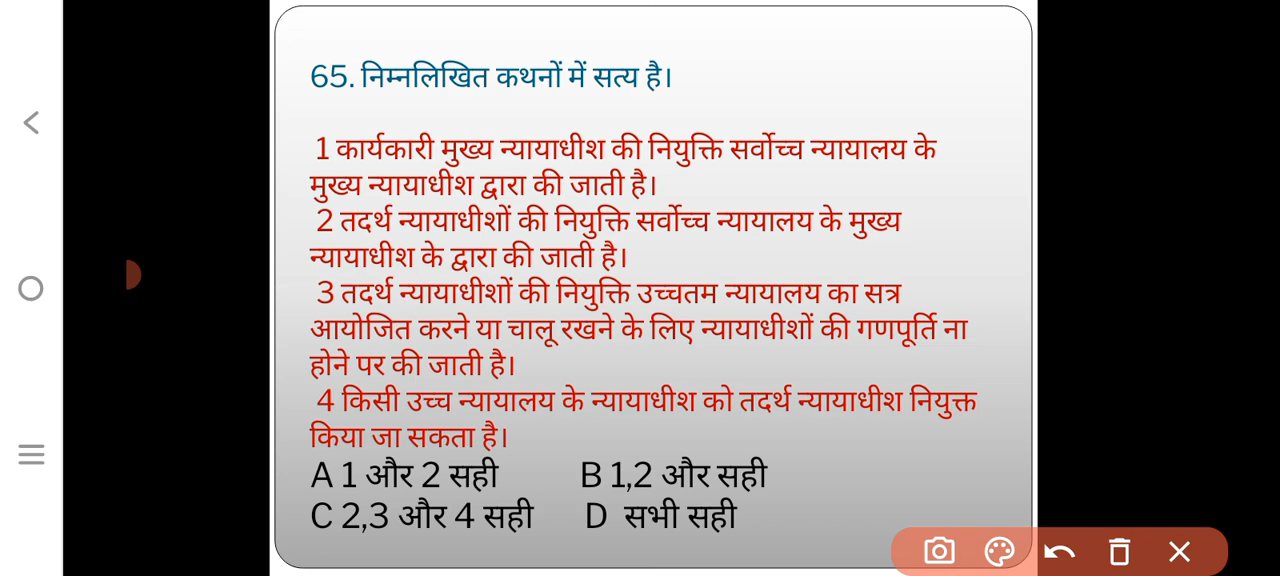 65. निम्नलिखित कथनों में सत्य है।
1 कार्यकारी मुख्य न्यायाधीश की नियुक्ति सर्वोच्च न्यायालय के
मुख्य न्यायाधीश द्वारा की जाती है।
2 तदर्थ न्यायाधीशों की नियुक्ति सर्वोच्च न्यायालय के मुख्य
न्यायाधीश के द्वारा की जाती है।
3 तदर्थ न्यायाधीशों की नियुक्ति उच्चतम न्यायालय का सत्र
आयोजित करने या चालू रखने के लिए न्यायाधीशों की गणपूर्ति ना
होने पर की जाती है।
4 किसी उच्च न्यायालय के न्यायाधीश को तदर्थ न्यायाधीश नियुक्त
किया जा सकता है।
A 1 और 2 सही B 1,2 और सही
C 2,3 और 4 सही D सभी सही